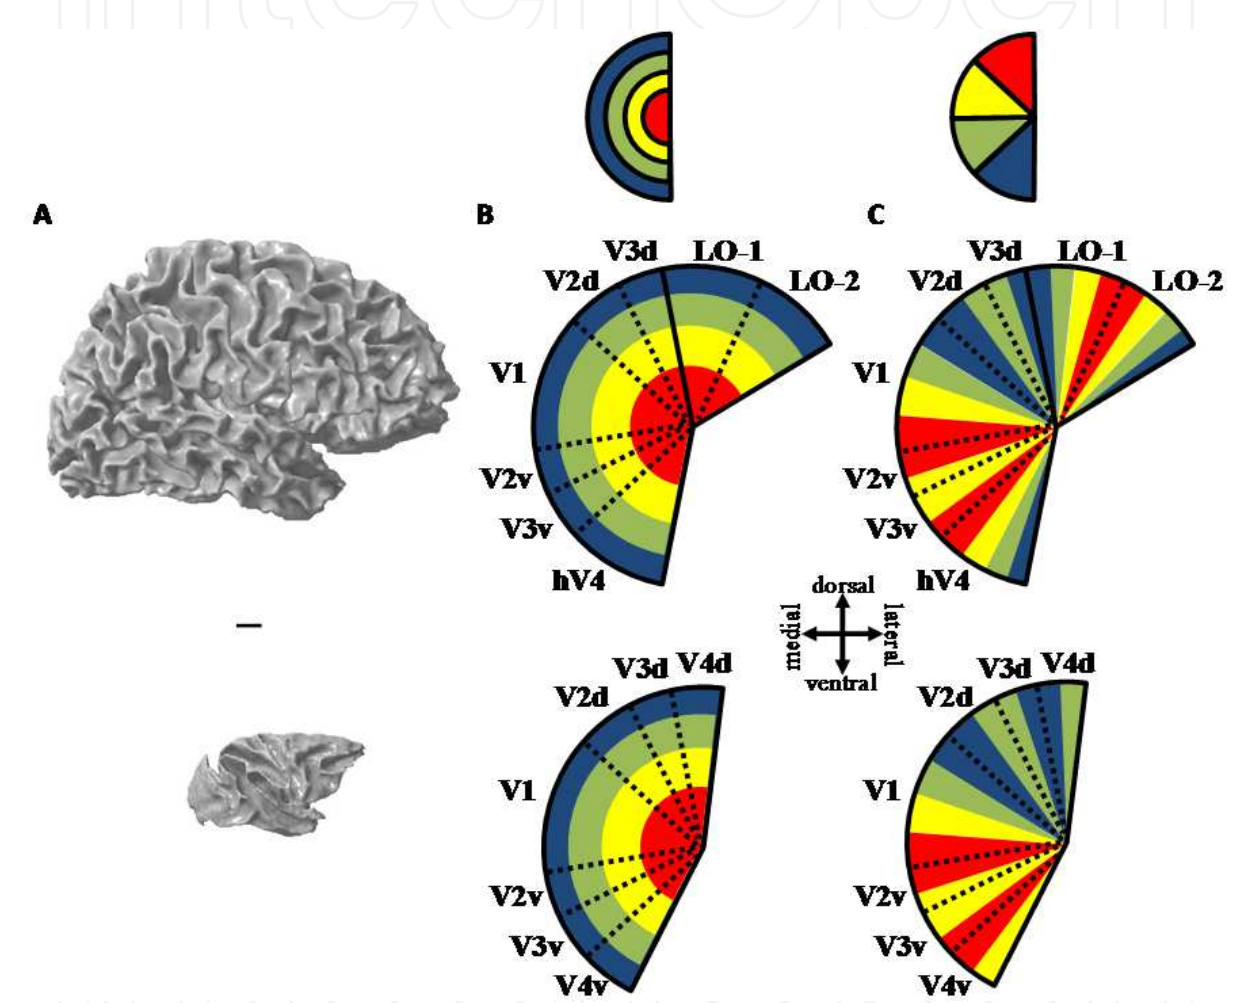 A
B
C
V3d LO-1
V2d
LO-2
V1
V2v
V3v
hV4
V3d LO-1
V2d
LO-2
V1
V2v
V3v
hV4
dorsal
medial
lateral
ventral
V3d V4d
V2d
V1
V2v
V3v
V4v
V3d V4d
V2d
V1
V2v
V3v
V4v